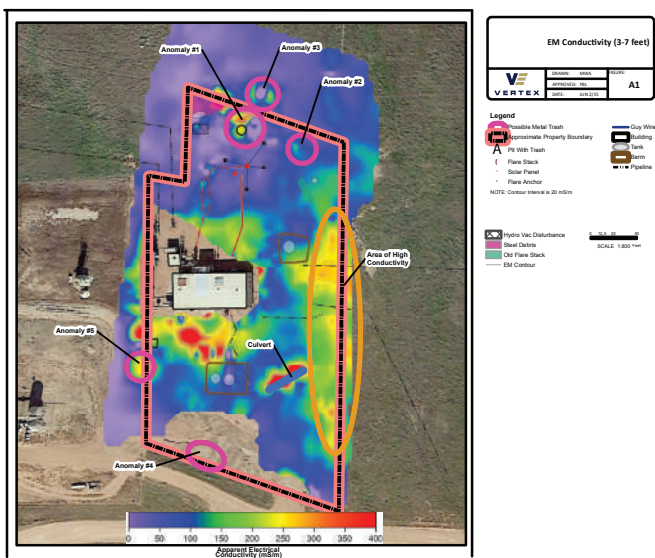 EM Conductivity (3-7 feet)
VE
VERTEX
DRAWN: NIWA
APPROVED: PBL
DATE: JUN 2/15
FIGURE:
A1
Legend
Possible Metal Trash
Approximate Property Boundary
A Pit With Trash
( Flare Stack
Solar Panel
Flare Anchor
NOTE: Contour Interval is 20 mS/m
Guy Wire
Building
Tank
Berm
Pipeline
Hydro Vac Disturbance
Steel Debris
Old Flare Stack
EM Contour
SCALE 1:800 Feet
Anomaly #1
Anomaly #3
Anomaly #2
Area of High
Conductivity
Anomaly #5
Culvert
Anomaly #4
0 50 100 150 200 250 300 350 400
Apparent Electrical
Conductivity (mS/m)